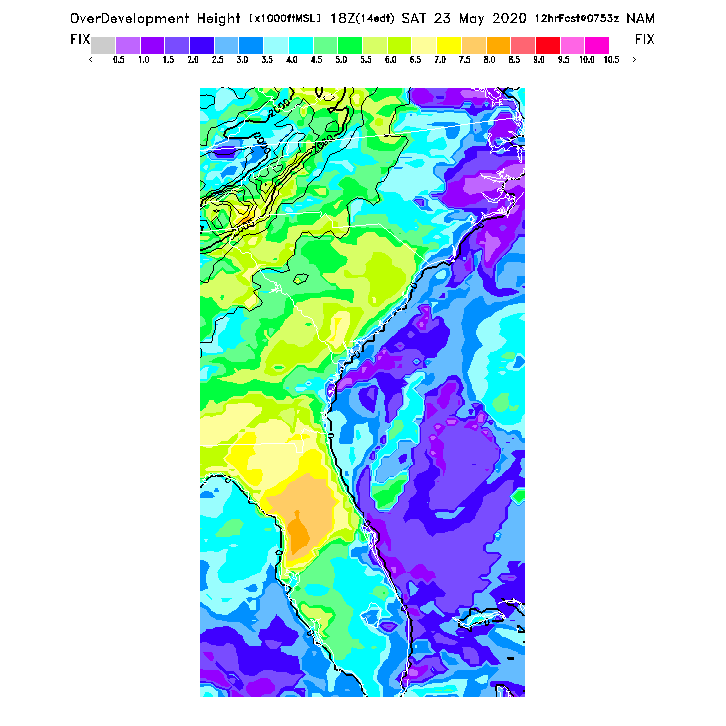 OverDevelopment Height [x1000ftMSL] 18Z(14edt) SAT 23 May 2020 12hrFcst@0753z NAM
FIX FIX
< 0.5 1.0 1.5 2.0 2.5 3.0 3.5 4.0 4.5 5.0 5.5 6.0 6.5 7.0 7.5 8.0 8.5 9.0 9.5 10.0 10.5 >
2000
2000